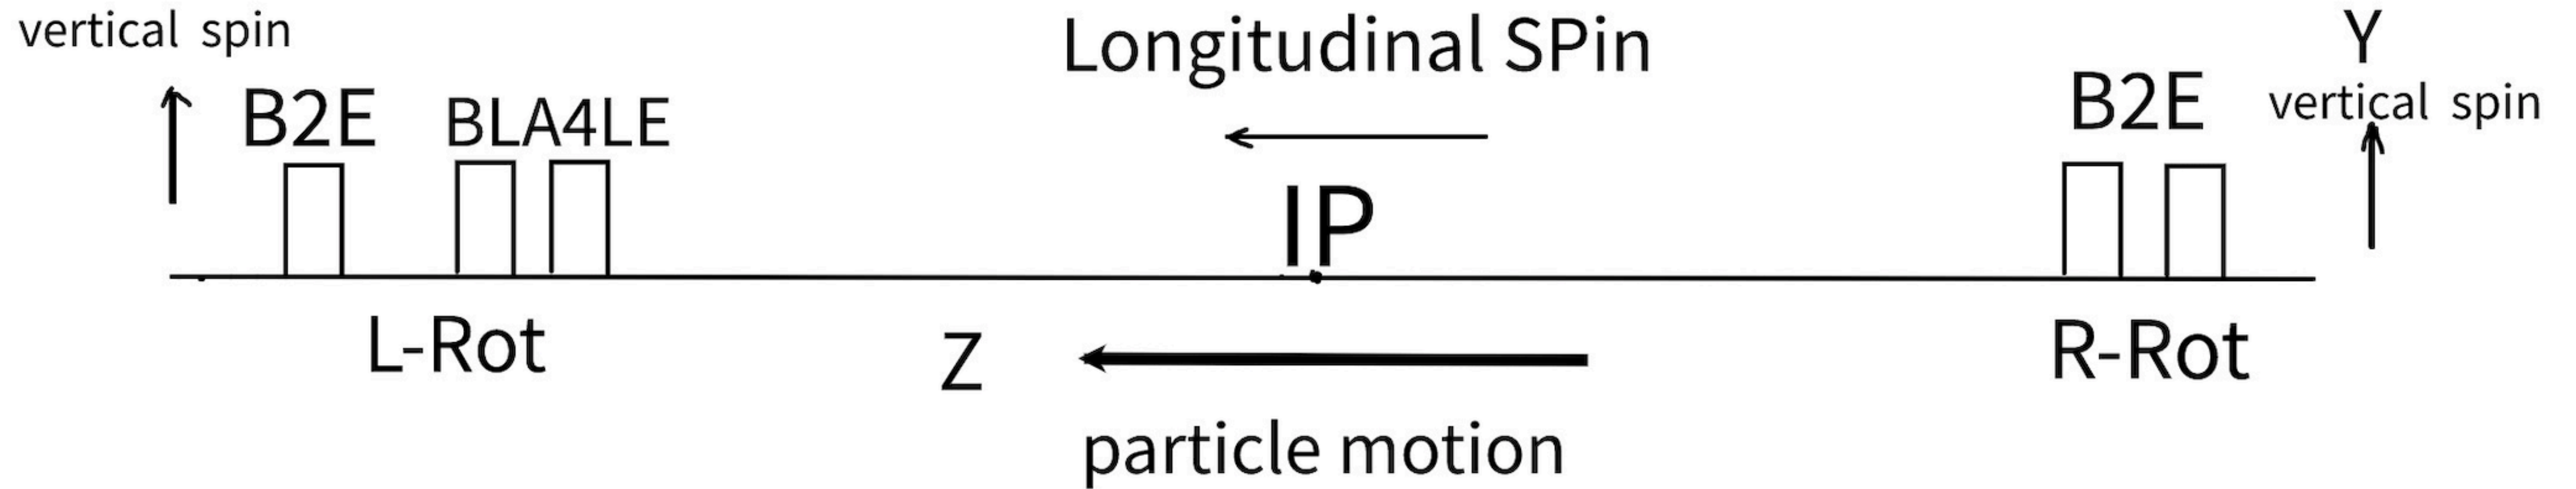 vertical spin
Longitudinal SPin
Y
B2E
BLA4LE
B2E
vertical spin
IP
L-Rot
Z
R-Rot
particle motion